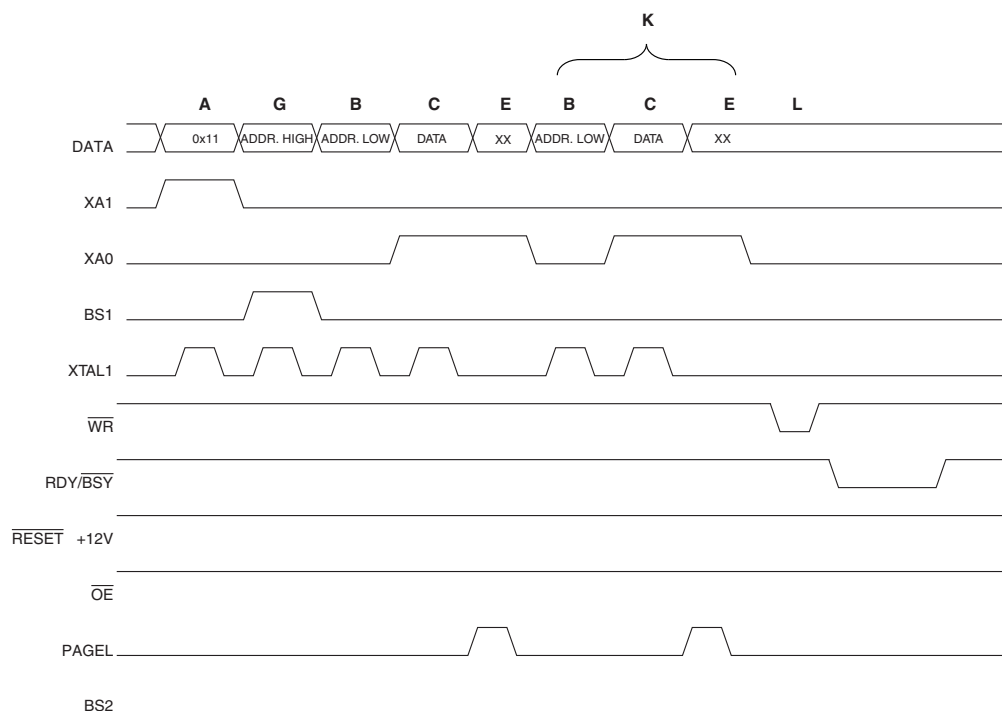 K
A G B C E B C E L
DATA 0x11 ADDR. HIGH ADDR. LOW DATA XX ADDR. LOW DATA XX
XA1
XA0
BS1
XTAL1
WR
RDY/BSY
RESET +12V
OE
PAGEL
BS2